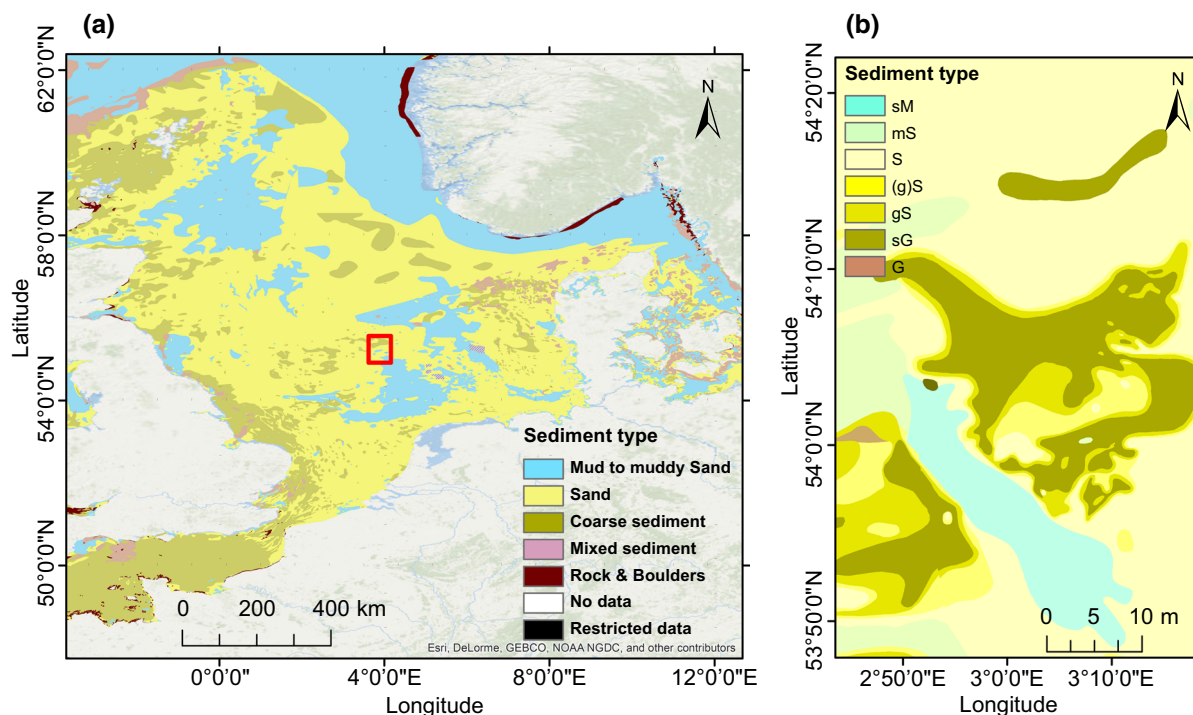 (a)
62°0'0"N
58°0'0"N
54°0'0"N
50°0'0"N
Latitude
N
Sediment type
Mud to muddy Sand
Sand
Coarse sediment
Mixed sediment
Rock & Boulders
No data
Restricted data
0 200 400 km
Esri, DeLorme, GEBCO, NOAA NGDC, and other contributors
0°0'0" 4°0'0"E 8°0'0"E 12°0'0"E
Longitude
(b)
54°20'0"N
54°10'0"N
54°0'0"N
53°50'0"N
Latitude
N
Sediment type
sM
mS
S
(g)S
gS
sG
G
0 5 10 m
2°50'0"E 3°0'0"E 3°10'0"E
Longitude